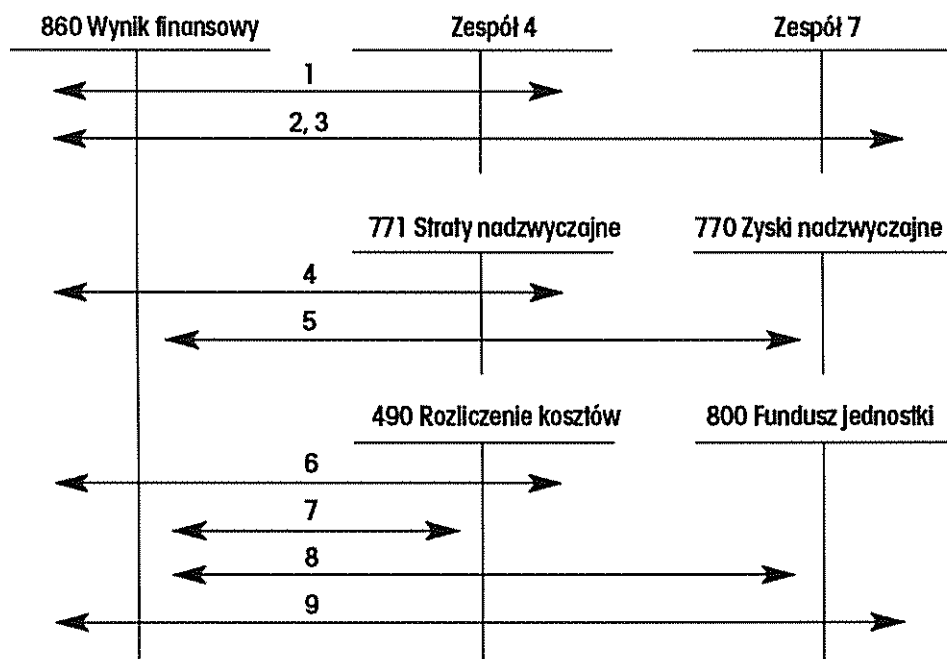 860 Wynik finansowy Zespół 4 Zespół 7
1
2, 3
771 Straty nadzwyczajne 770 Zyski nadzwyczajne
4
5
490 Rozliczenie kosztów 800 Fundusz jednostki
6
7
8
9